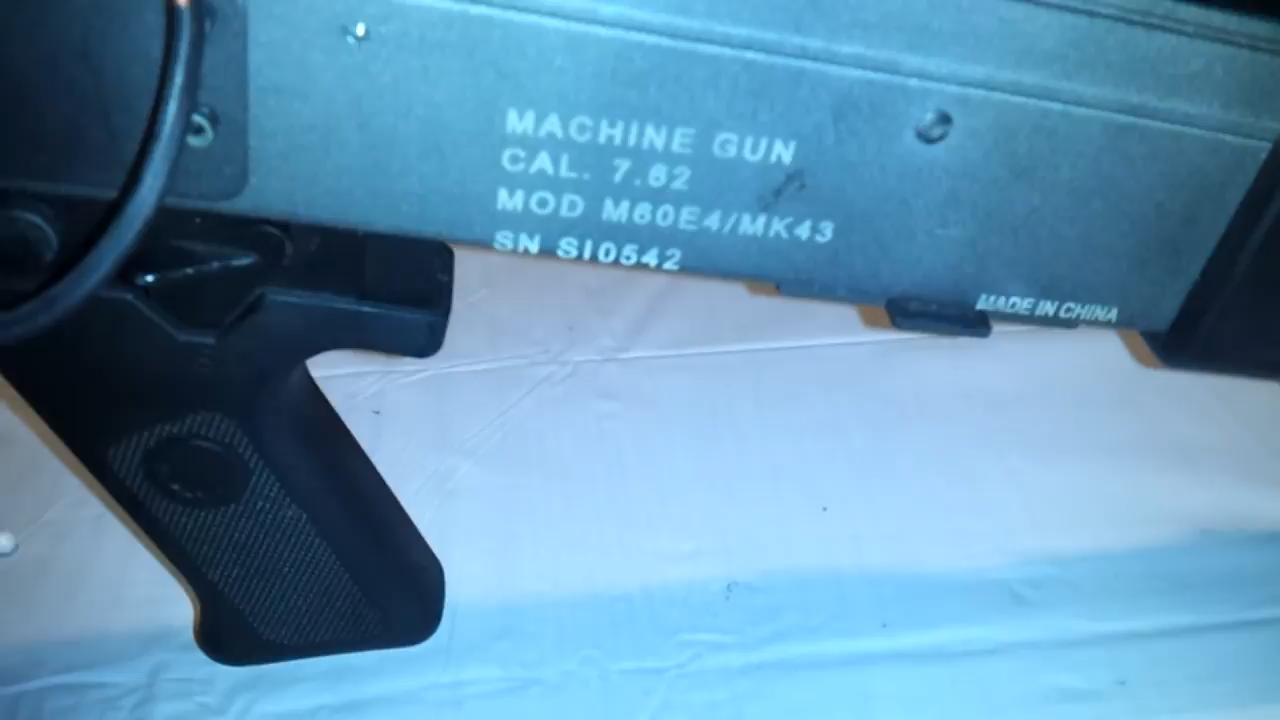 MACHINE GUN
CAL. 7.62
MOD M60E4/MK43
SN SI0542
MADE IN CHINA